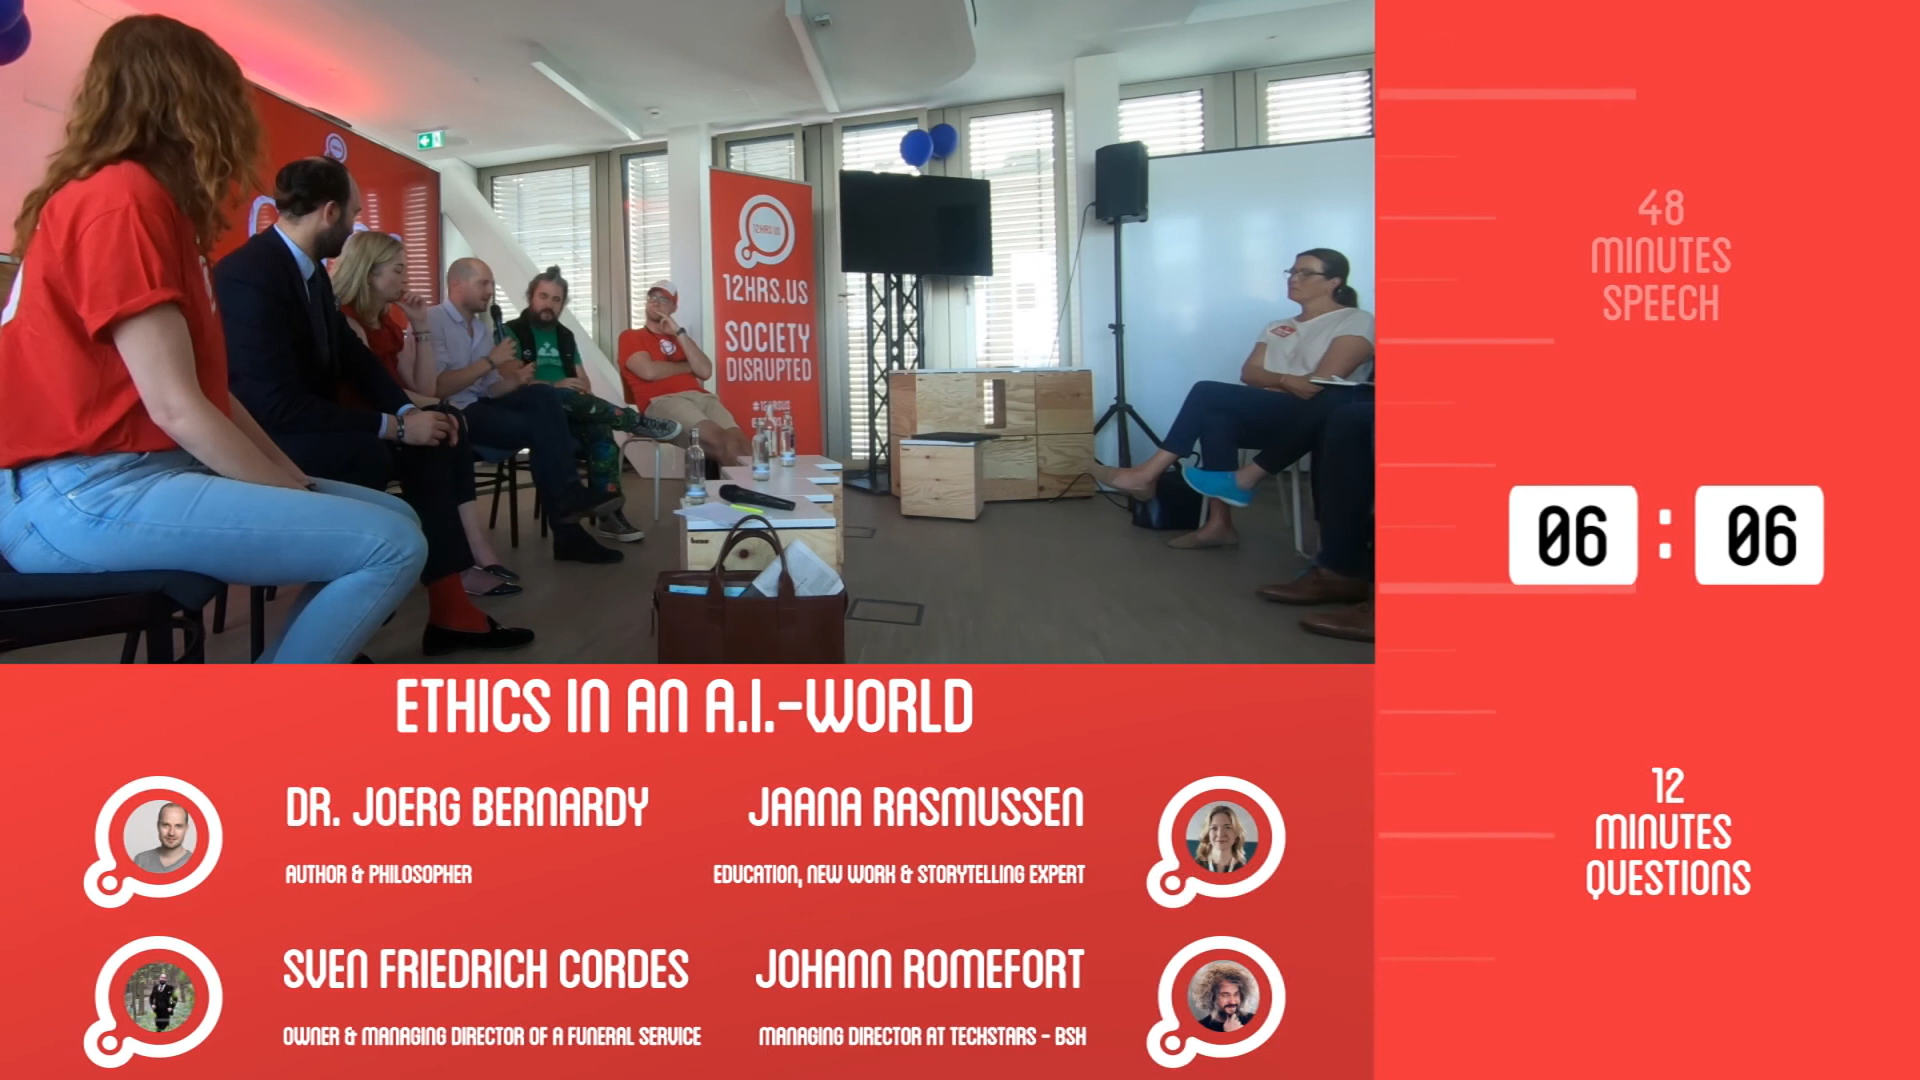 12HRS.US
12HRS.US
SOCIETY
DISRUPTED
48
MINUTES
SPEECH
06 : 06
12
MINUTES
QUESTIONS
ETHICS IN AN A.I.-WORLD
DR. JOERG BERNARDY
AUTHOR & PHILOSOPHER
JAANA RASMUSSEN
EDUCATION, NEW WORK & STORYTELLING EXPERT
SVEN FRIEDRICH CORDES
OWNER & MANAGING DIRECTOR OF A FUNERAL SERVICE
JOHANN ROMEFORT
MANAGING DIRECTOR AT TECHSTARS - BSH